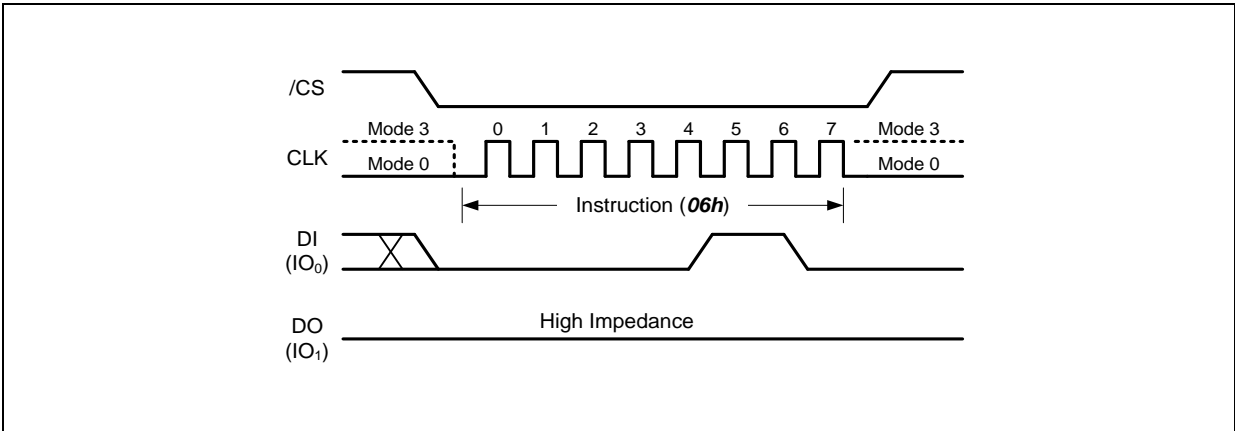 /CS
Mode 3 0 1 2 3 4 5 6 7 Mode 3
CLK
Mode 0 Mode 0
Instruction (06h)
DI
(IO₀)
High Impedance
DO
(IO₁)